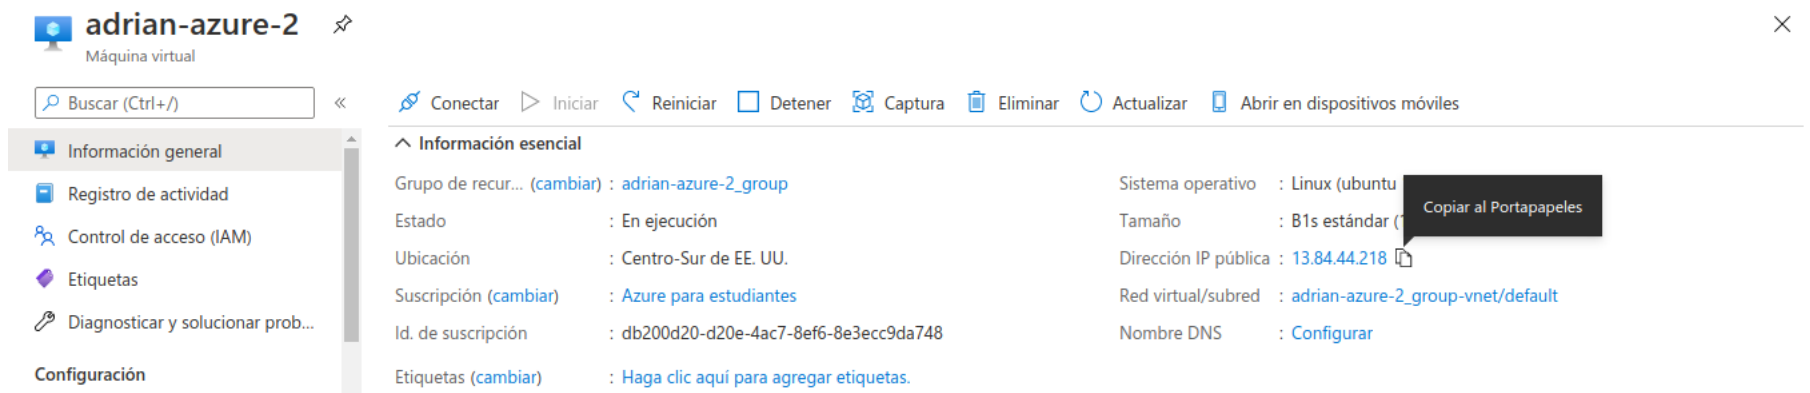 adrian-azure-2
Máquina virtual
Buscar (Ctrl+/)
«
Información general
Registro de actividad
Control de acceso (IAM)
Etiquetas
Diagnosticar y solucionar prob...
Configuración
Conectar Iniciar Reiniciar Detener Captura Eliminar Actualizar Abrir en dispositivos móviles
Información esencial
Grupo de recur... (cambiar) : adrian-azure-2_group
Estado : En ejecución
Ubicación : Centro-Sur de EE. UU.
Suscripción (cambiar) : Azure para estudiantes
Id. de suscripción : db200d20-d20e-4ac7-8ef6-8e3ecc9da748
Etiquetas (cambiar) : Haga clic aquí para agregar etiquetas.
Sistema operativo : Linux (ubuntu
Tamaño : B1s estándar (
Dirección IP pública : 13.84.44.218
Red virtual/subred : adrian-azure-2_group-vnet/default
Nombre DNS : Configurar
Copiar al Portapapeles